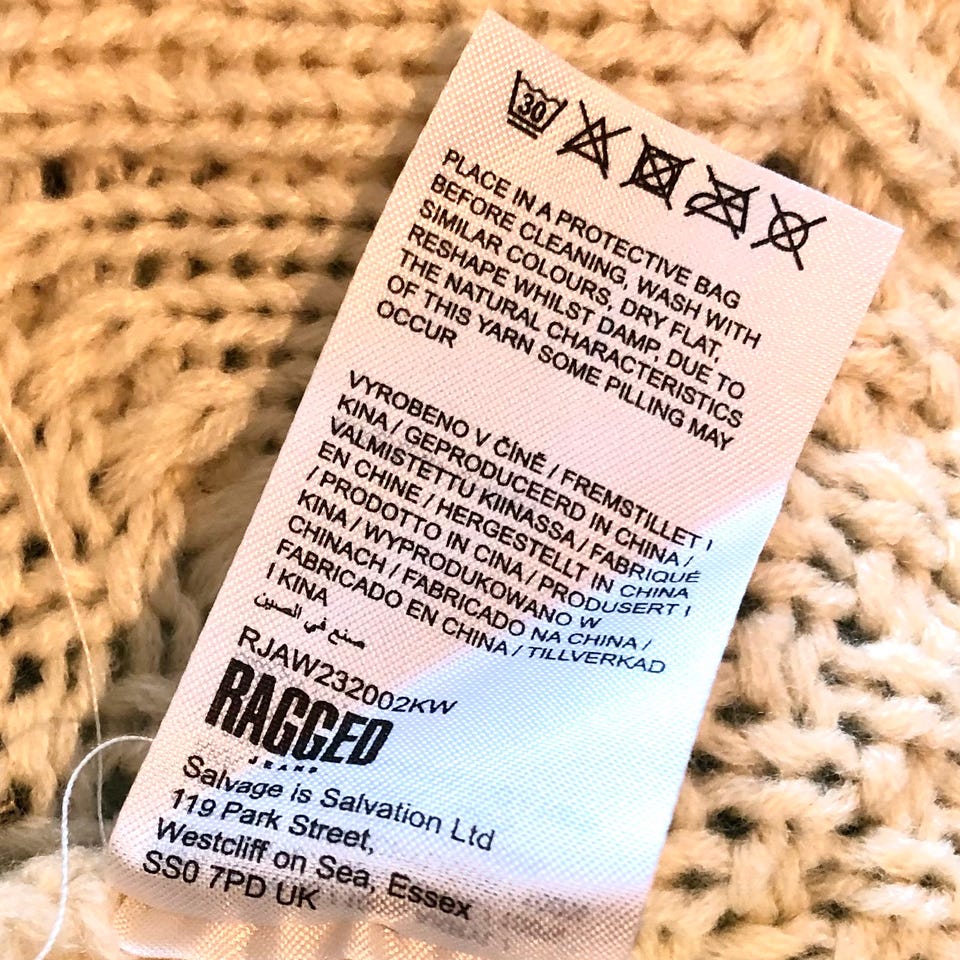 30
PLACE IN A PROTECTIVE BAG
BEFORE CLEANING, WASH WITH
SIMILAR COLOURS, DRY FLAT,
RESHAPE WHILST DAMP. DUE TO
THE NATURAL CHARACTERISTICS
OF THIS YARN SOME PILLING MAY
OCCUR
VYROBENO V ČÍNĚ / FREMSTILLET I
KINA / GEPRODUCEERD IN CHINA /
VALMISTETTU KIINASSA / FABRIQUÉ
EN CHINE / HERGESTELLT IN CHINA
/ PRODOTTO IN CINA / PRODUSERT I
KINA / WYPRODUKOWANO W
CHINACH / FABRICADO NA CHINA /
FABRICADO EN CHINA / TILLVERKAD
I KINA
صنع في الصين
RJAW232002KW
RAGGED
JEANS
Salvage is Salvation Ltd
119 Park Street,
Westcliff on Sea, Essex
SS0 7PD UK